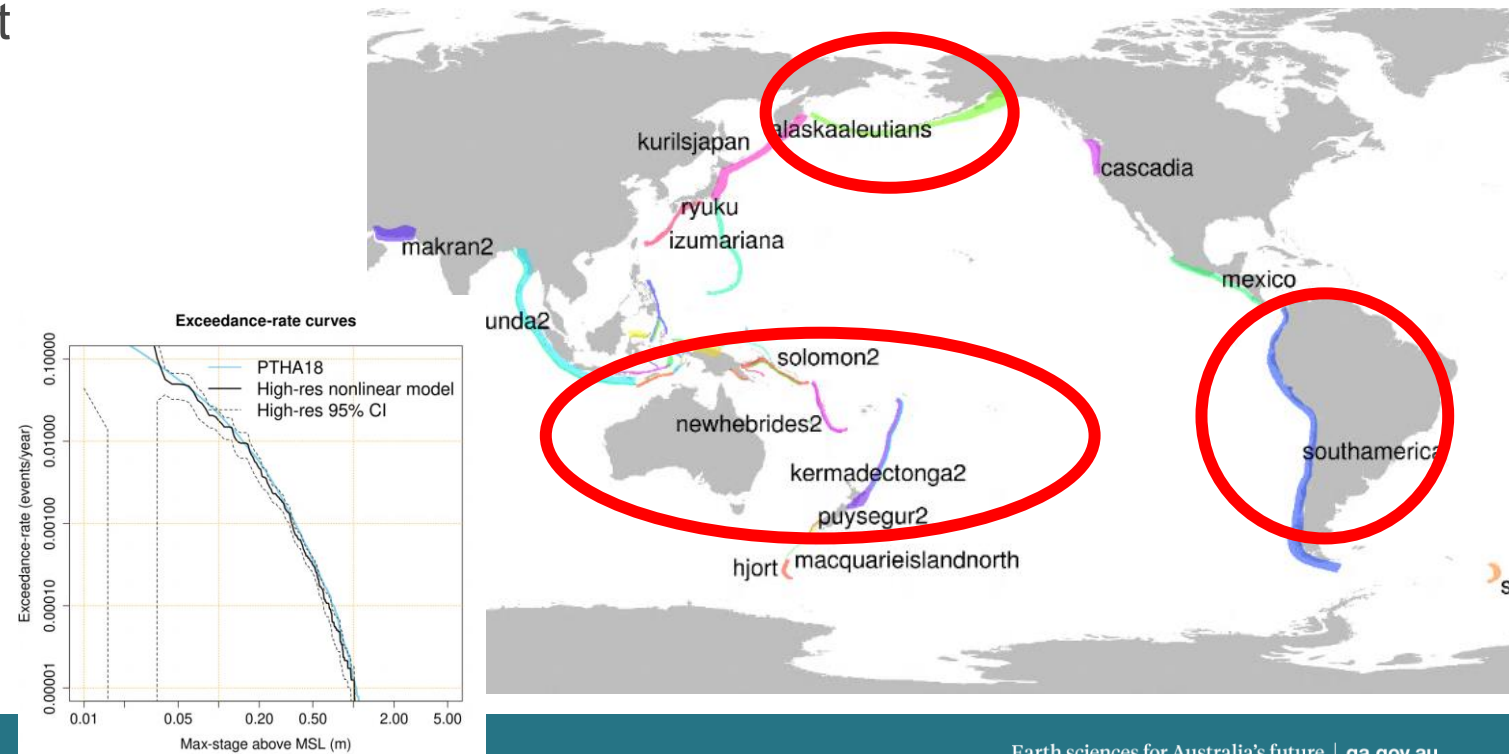 t
alaskaaleutians
kurilsjapan
cascadia
ryuku
izumariana
makran2
mexico
unda2
solomon2
newhebrides2
southamerica
kermadectonga2
puysegur2
macquarieislandnorth
hjort
s
Exceedance-rate curves
PTHA18
High-res nonlinear model
High-res 95% CI
Exceedance-rate (events/year)
0.10000
0.01000
0.00100
0.00010
0.00001
0.01 0.05 0.20 0.50 2.00 5.00
Max-stage above MSL (m)
Earth sciences for Australia's future | ga.gov.au